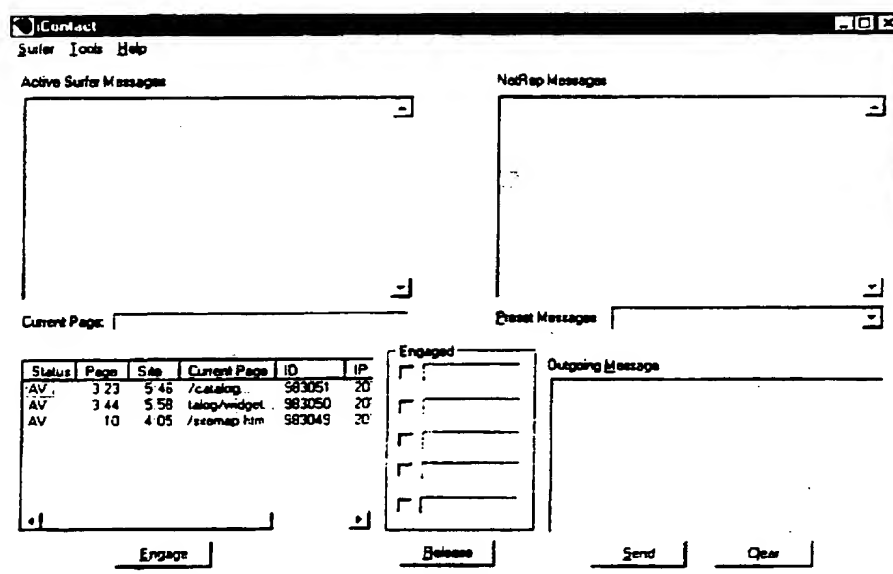 iContact
Surfer Tools Help
Active Surfer Messages
NetRep Messages
Current Page:
Preset Messages
Status Page Site Current Page ID IP
AV 3:23 5:46 /catalog... 983051 20
AV 3:44 5:58 talog/widget... 983050 20
AV 10 4:05 /sitemap.htm 983049 20
Engaged
Outgoing Message
Engage
Release
Send
Clear